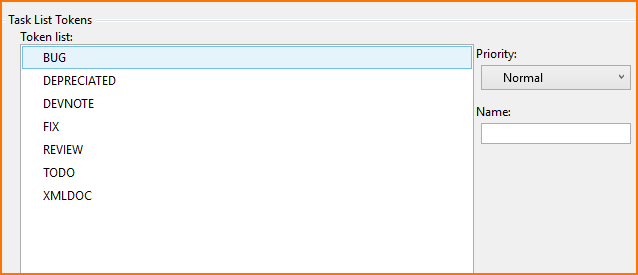 Task List Tokens
Token list:
BUG
DEPRECIATED
DEVNOTE
FIX
REVIEW
TODO
XMLDOC
Priority:
Normal
Name: